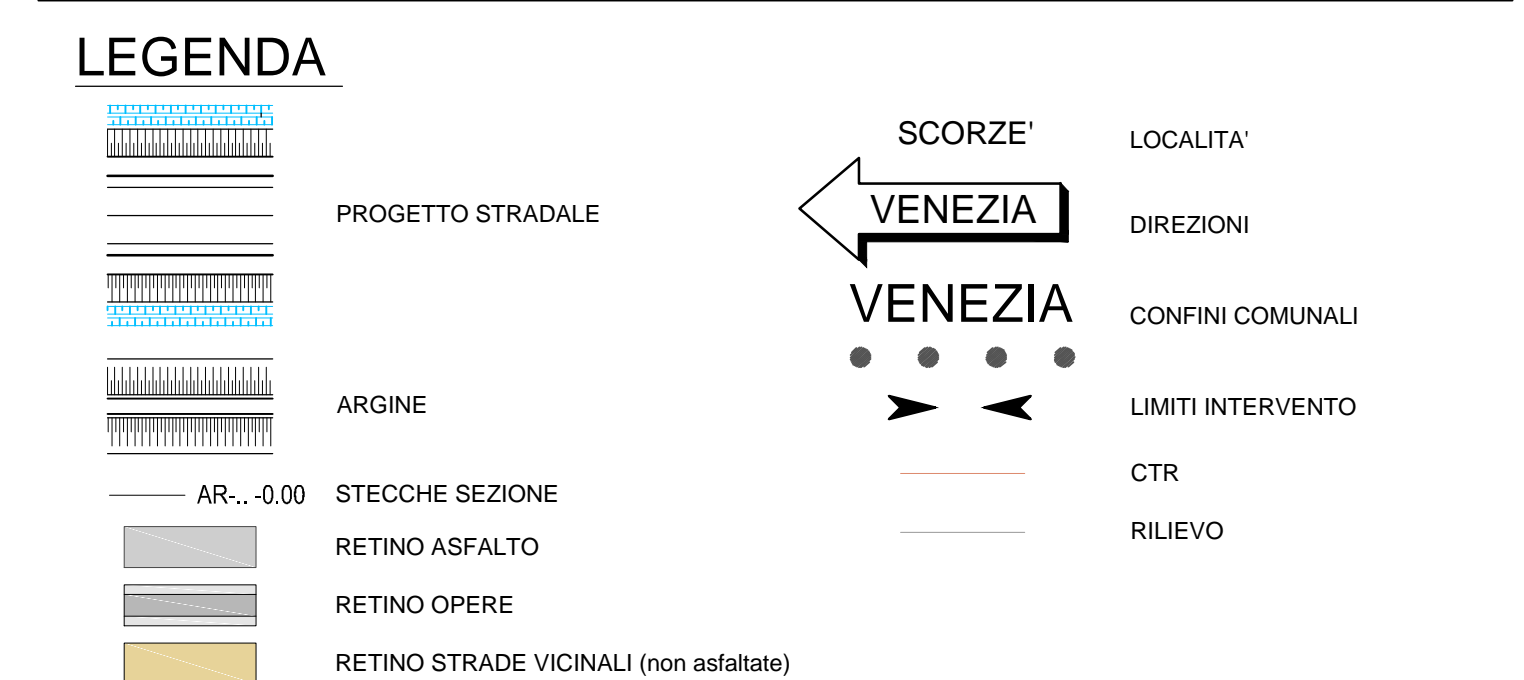 LEGENDA
PROGETTO STRADALE
ARGINE
AR-.. -0.00 STECCHE SEZIONE
RETINO ASFALTO
RETINO OPERE
RETINO STRADE VICINALI (non asfaltate)
SCORZE' LOCALITA'
VENEZIA DIREZIONI
VENEZIA CONFINI COMUNALI
LIMITI INTERVENTO
CTR
RILIEVO